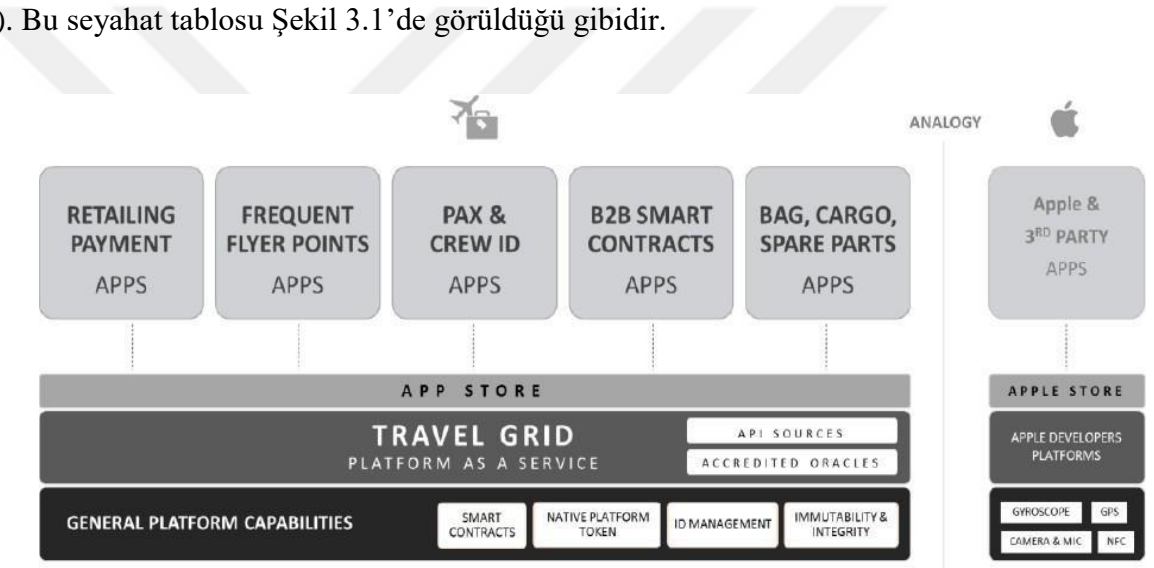 ). Bu seyahat tablosu Şekil 3.1’de görüldüğü gibidir.
ANALOGY
RETAILING
PAYMENT
APPS
FREQUENT
FLYER POINTS
APPS
PAX &
CREW ID
APPS
B2B SMART
CONTRACTS
APPS
BAG, CARGO,
SPARE PARTS
APPS
Apple &
3RD PARTY
APPS
APP STORE
TRAVEL GRID
PLATFORM AS A SERVICE
API SOURCES
ACCREDITED ORACLES
GENERAL PLATFORM CAPABILITIES
SMART
CONTRACTS
NATIVE PLATFORM
TOKEN
ID MANAGEMENT
IMMUTABILITY &
INTEGRITY
APPLE STORE
APPLE DEVELOPERS
PLATFORMS
GYROSCOPE
GPS
CAMERA & MIC
NFC